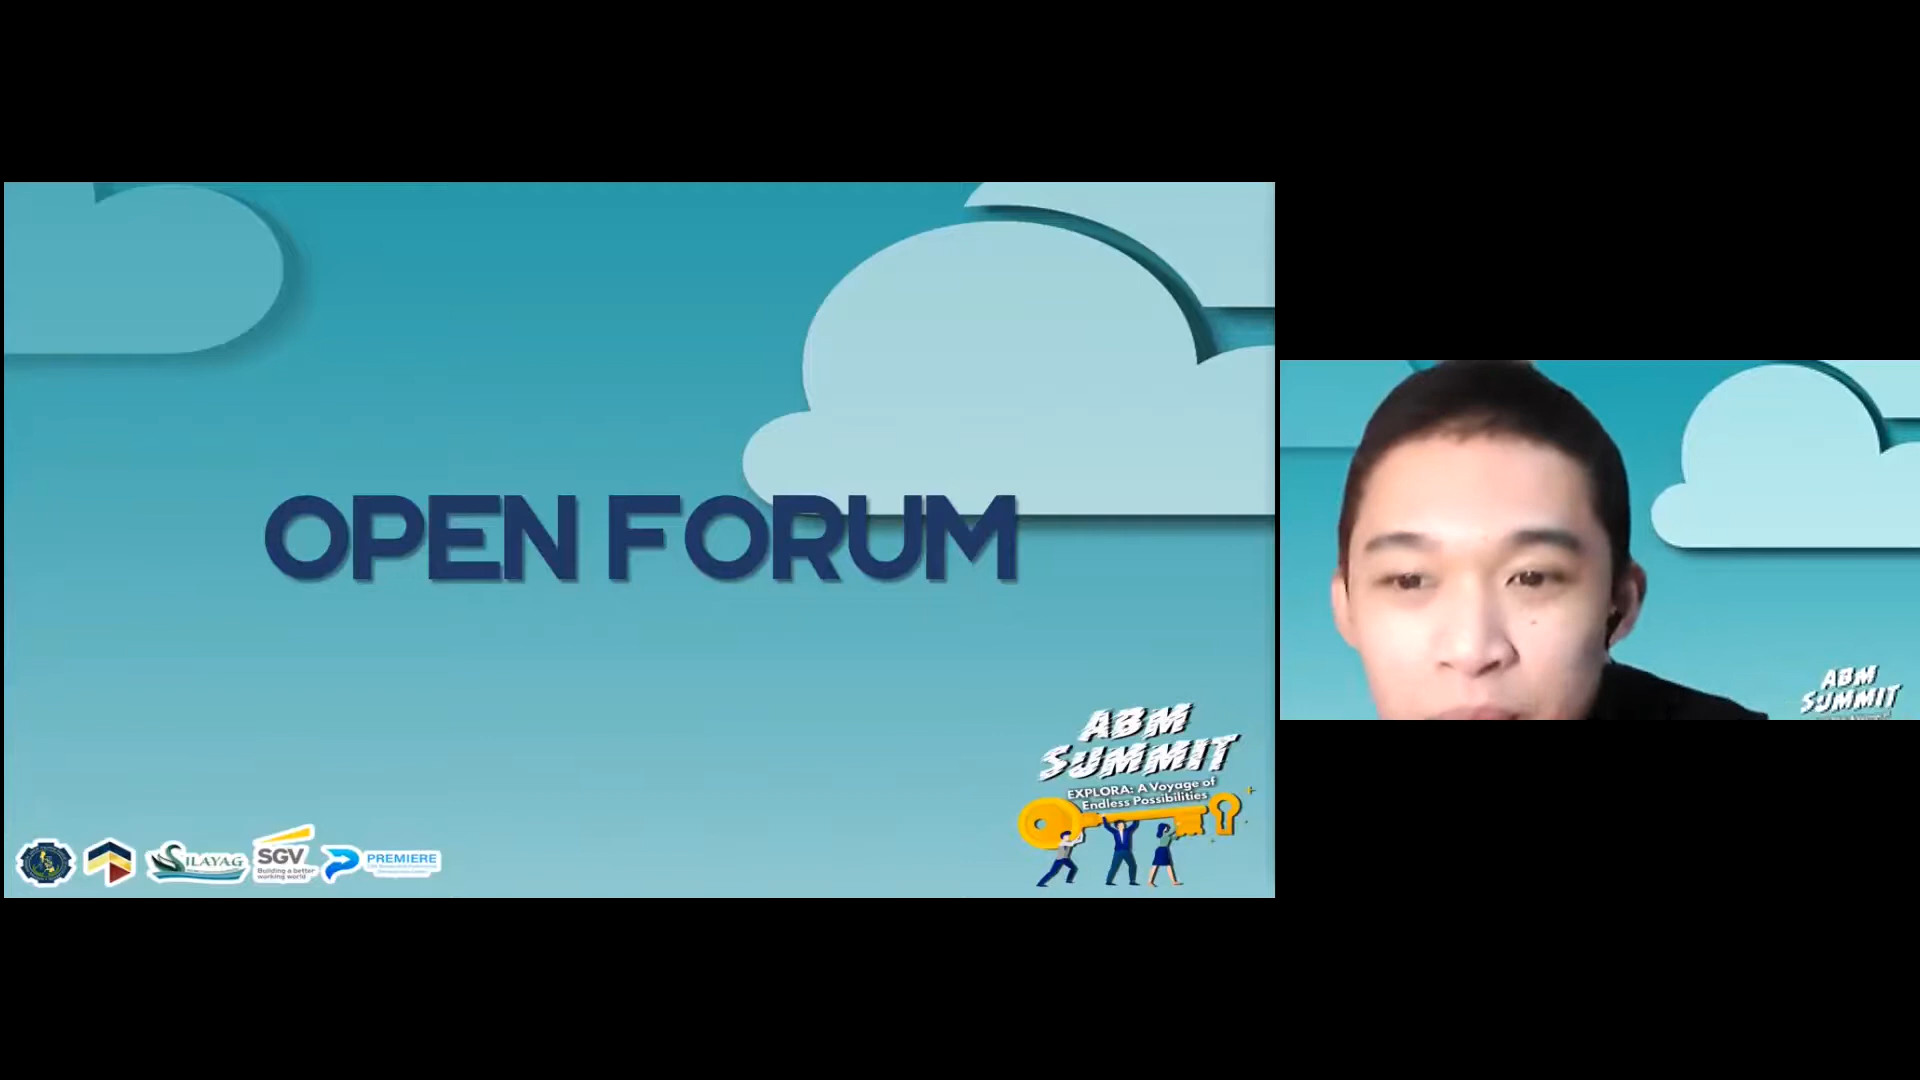 OPEN FORUM
ABM
SUMMIT
EXPLORA: A Voyage of
Endless Possibilities
SILAYAG
SGV
Building a better
working world
PREMIERE
ABM
SUMMIT